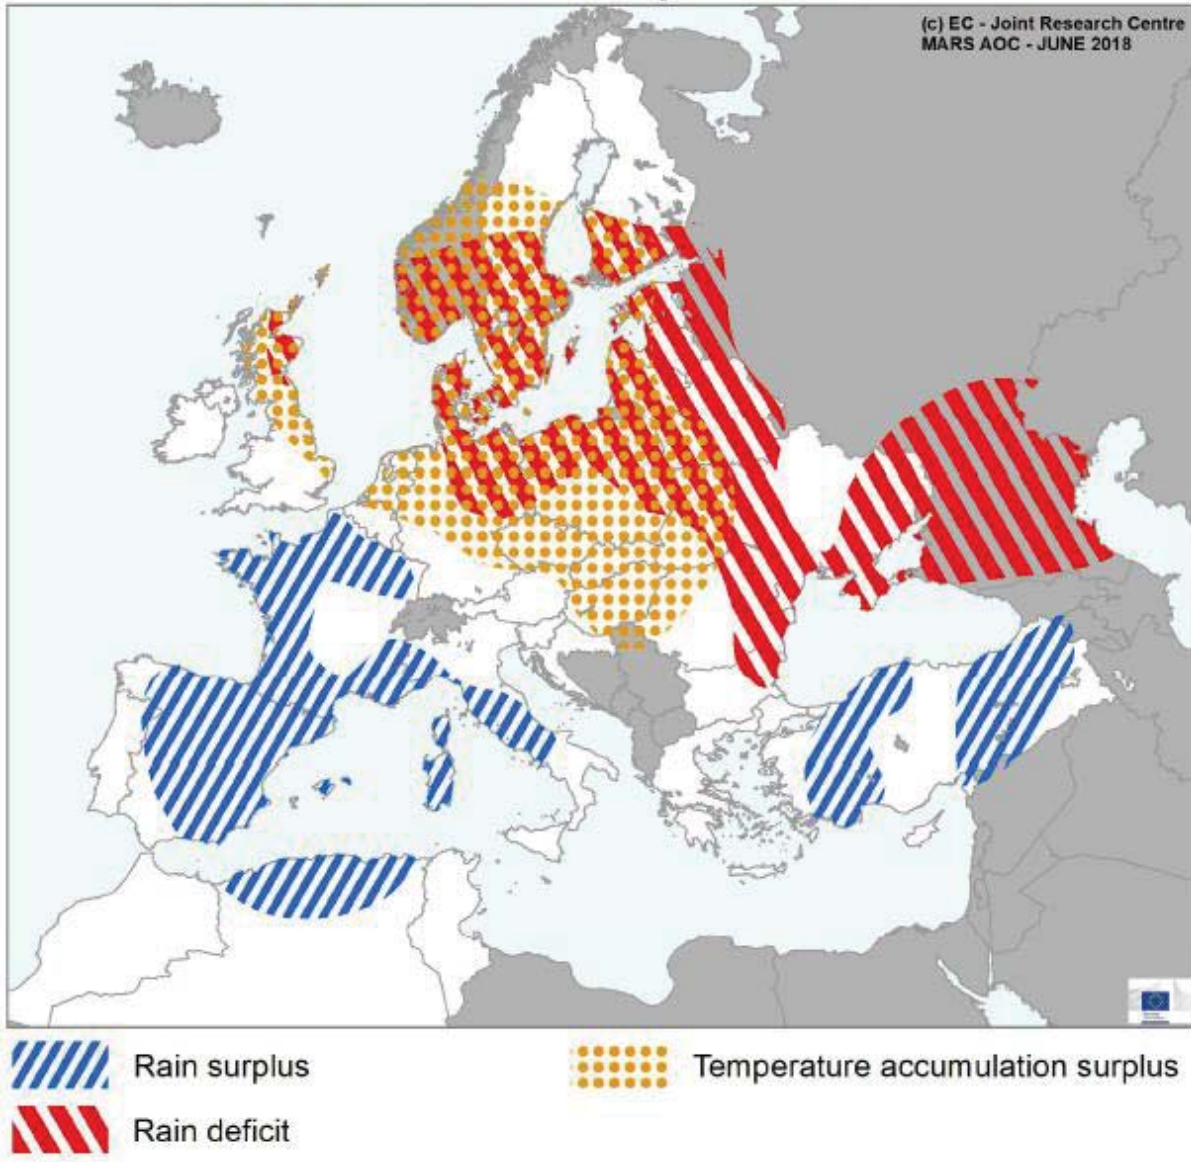 (c) EC - Joint Research Centre
MARS AOC - JUNE 2018
Rain surplus
Temperature accumulation surplus
Rain deficit